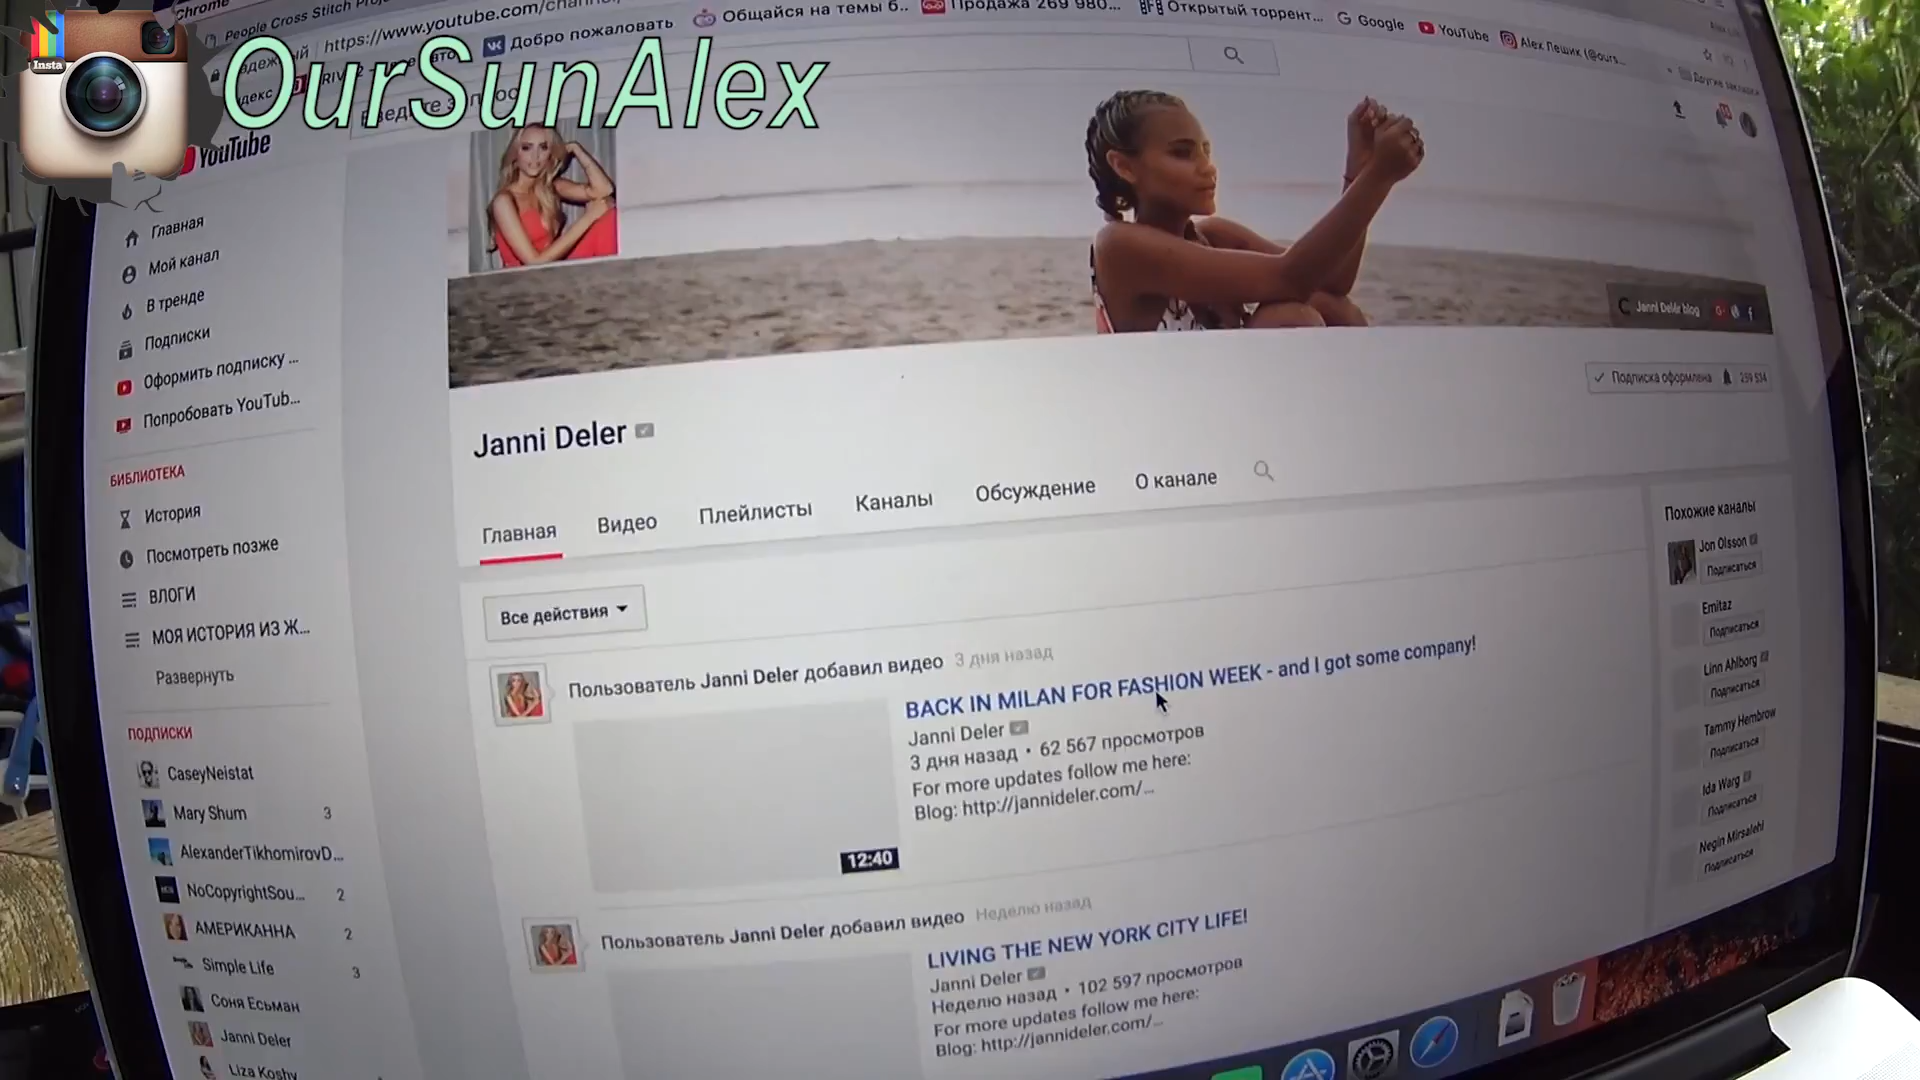 Chrome
People Cross Stitch
https://www.youtube.com/
Добро пожаловать
Общайся на темы б..
Продажа 269 980...
Открытый торрент...
Google
YouTube
Alex Лешик (@ours...
Другие закладки
Insta
OurSunAlex
YouTube
Главная
Мой канал
В тренде
Подписки
Оформить подписку ...
Попробовать YouTub...
БИБЛИОТЕКА
История
Посмотреть позже
ВЛОГИ
МОЯ ИСТОРИЯ ИЗ Ж...
Развернуть
ПОДПИСКИ
CaseyNeistat
Mary Shum 3
AlexanderTikhomirovD...
NoCopyrightSou... 2
АМЕРИКАННА 2
Simple Life 3
Соня Есьман
Janni Deler
Liza Koshy
Janni Deler blog
Подписка оформлена 259 534
Janni Deler
Главная Видео Плейлисты Каналы Обсуждение О канале
Все действия
Пользователь Janni Deler добавил видео 3 дня назад
BACK IN MILAN FOR FASHION WEEK - and I got some company!
Janni Deler
3 дня назад • 62 567 просмотров
For more updates follow me here:
Blog: http://jannideler.com/...
12:40
Пользователь Janni Deler добавил видео Неделю назад
LIVING THE NEW YORK CITY LIFE!
Janni Deler
Неделю назад • 102 597 просмотров
For more updates follow me here:
Blog: http://jannideler.com/...
Похожие каналы
Jon Olsson
Подписаться
Emitaz
Подписаться
Linn Ahlborg
Подписаться
Tammy Hembrow
Подписаться
Ida Warg
Подписаться
Negin Mirsalehi
Подписаться